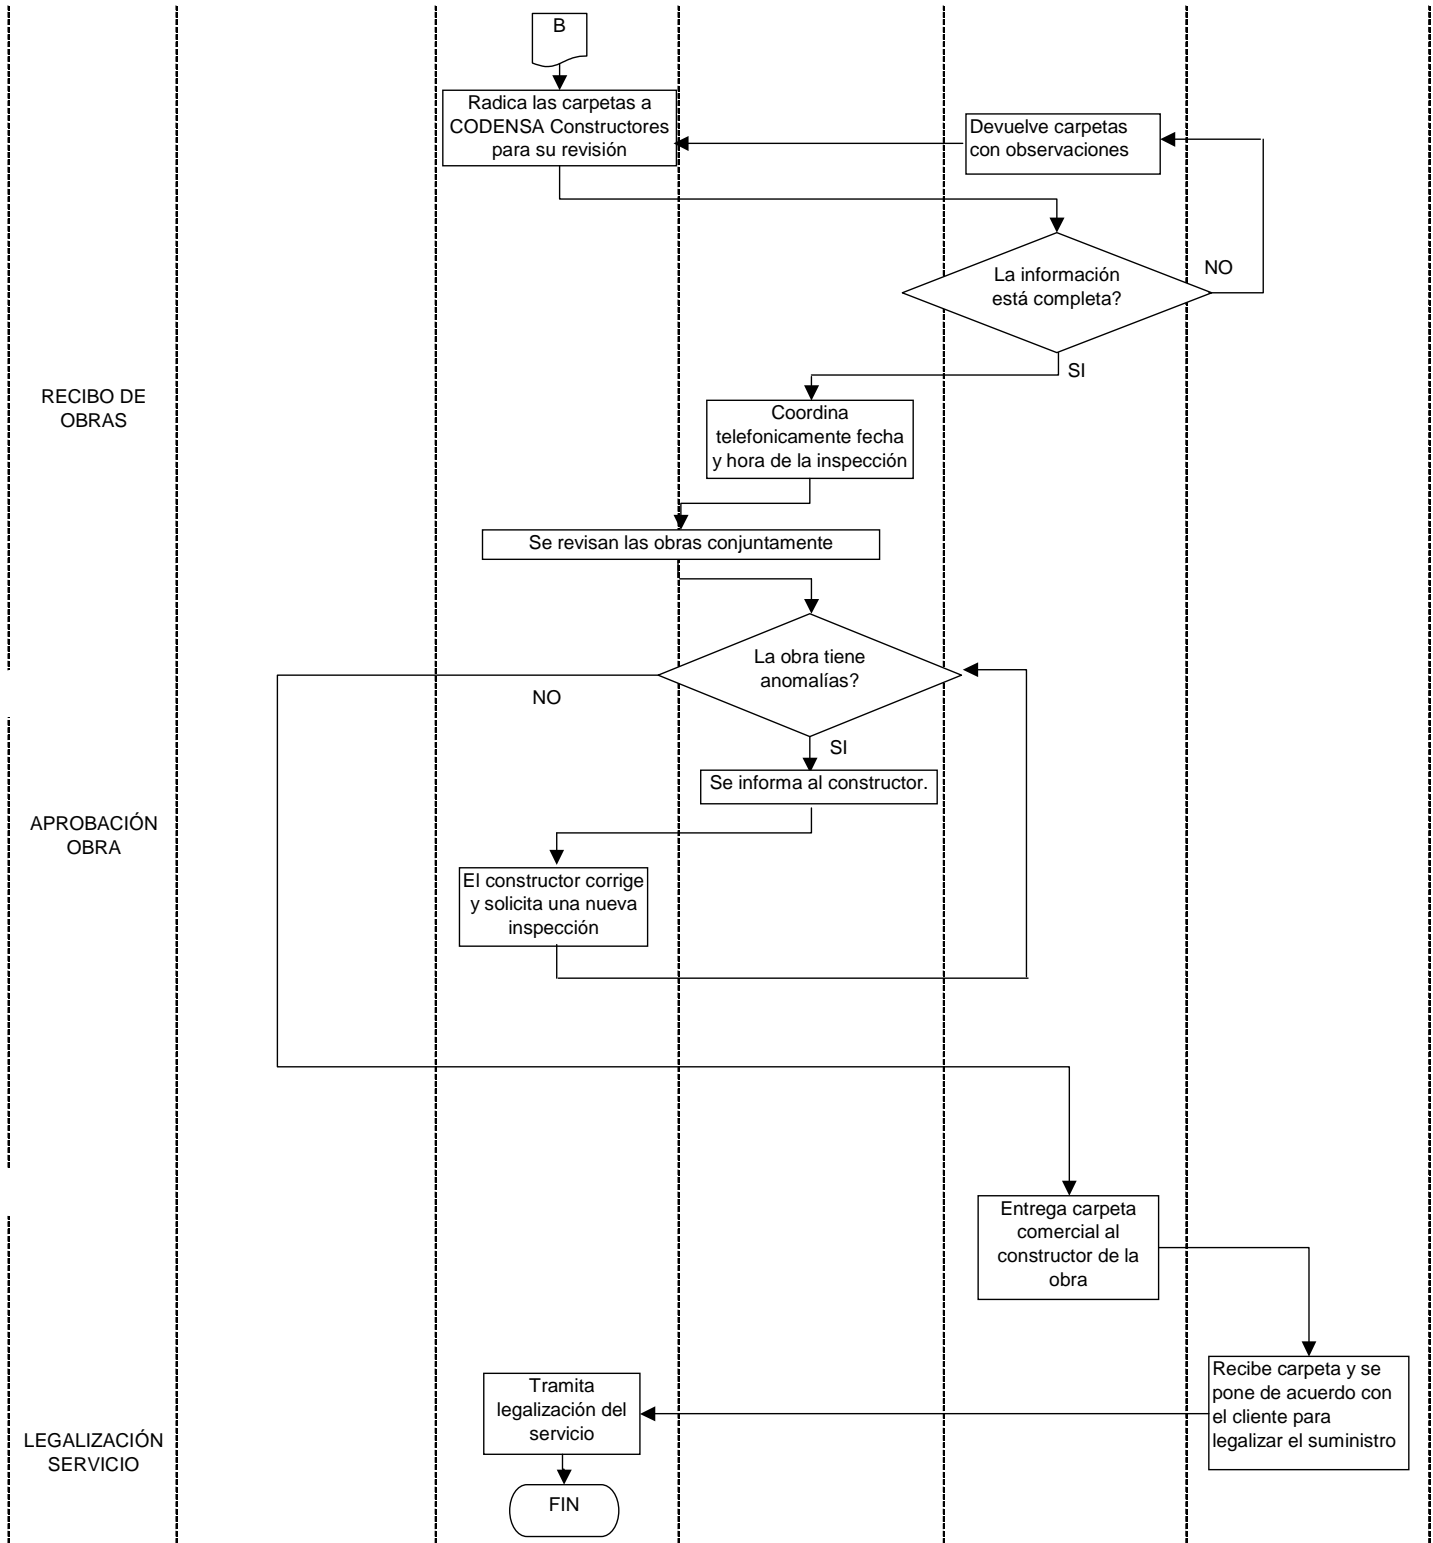 B
Radica las carpetas a
CODENSA Constructores
para su revisión
Devuelve carpetas
con observaciones
La información
está completa?
NO
SI
RECIBO DE
OBRAS
Coordina
telefonicamente fecha
y hora de la inspección
Se revisan las obras conjuntamente
La obra tiene
anomalías?
NO
SI
Se informa al constructor.
APROBACIÓN
OBRA
El constructor corrige
y solicita una nueva
inspección
Entrega carpeta
comercial al
constructor de la
obra
Recibe carpeta y se
pone de acuerdo con
el cliente para
legalizar el suministro
Tramita
legalización del
servicio
LEGALIZACIÓN
SERVICIO
FIN